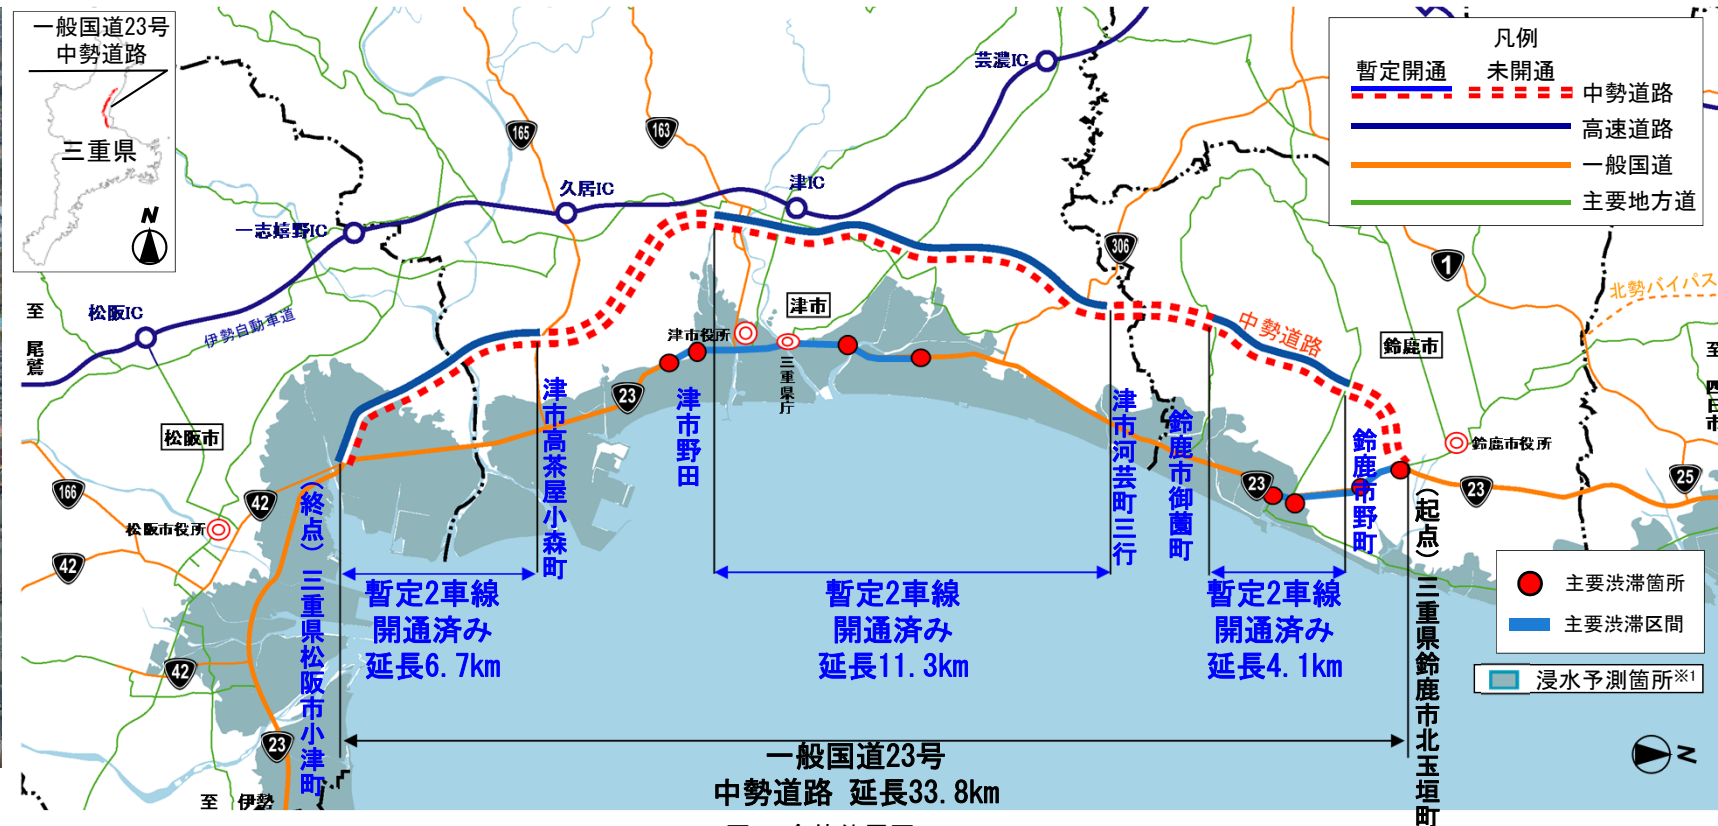 一般国道23号
中勢道路
三重県
N
凡例
暫定開通
未開通
中勢道路
高速道路
一般国道
主要地方道
芸濃IC
165
163
久居IC
津IC
一志嬉野IC
松阪IC
伊勢自動車道
至 尾鷲
306
1
北勢バイパス
中勢道路
津市
津市役所
三重県庁
鈴鹿市
至 四日市
鈴鹿市役所
松阪市
松阪市役所
166
42
42
42
23
23
23
23
25
(終点) 三重県松阪市小津町
津市高茶屋小森町
津市野田
津市河芸町三行
鈴鹿市御薗町
鈴鹿市野町
(起点) 三重県鈴鹿市北玉垣町
暫定2車線
開通済み
延長6.7km
暫定2車線
開通済み
延長11.3km
暫定2車線
開通済み
延長4.1km
主要渋滞箇所
主要渋滞区間
浸水予測箇所※1
N
一般国道23号
中勢道路 延長33.8km
至 伊勢